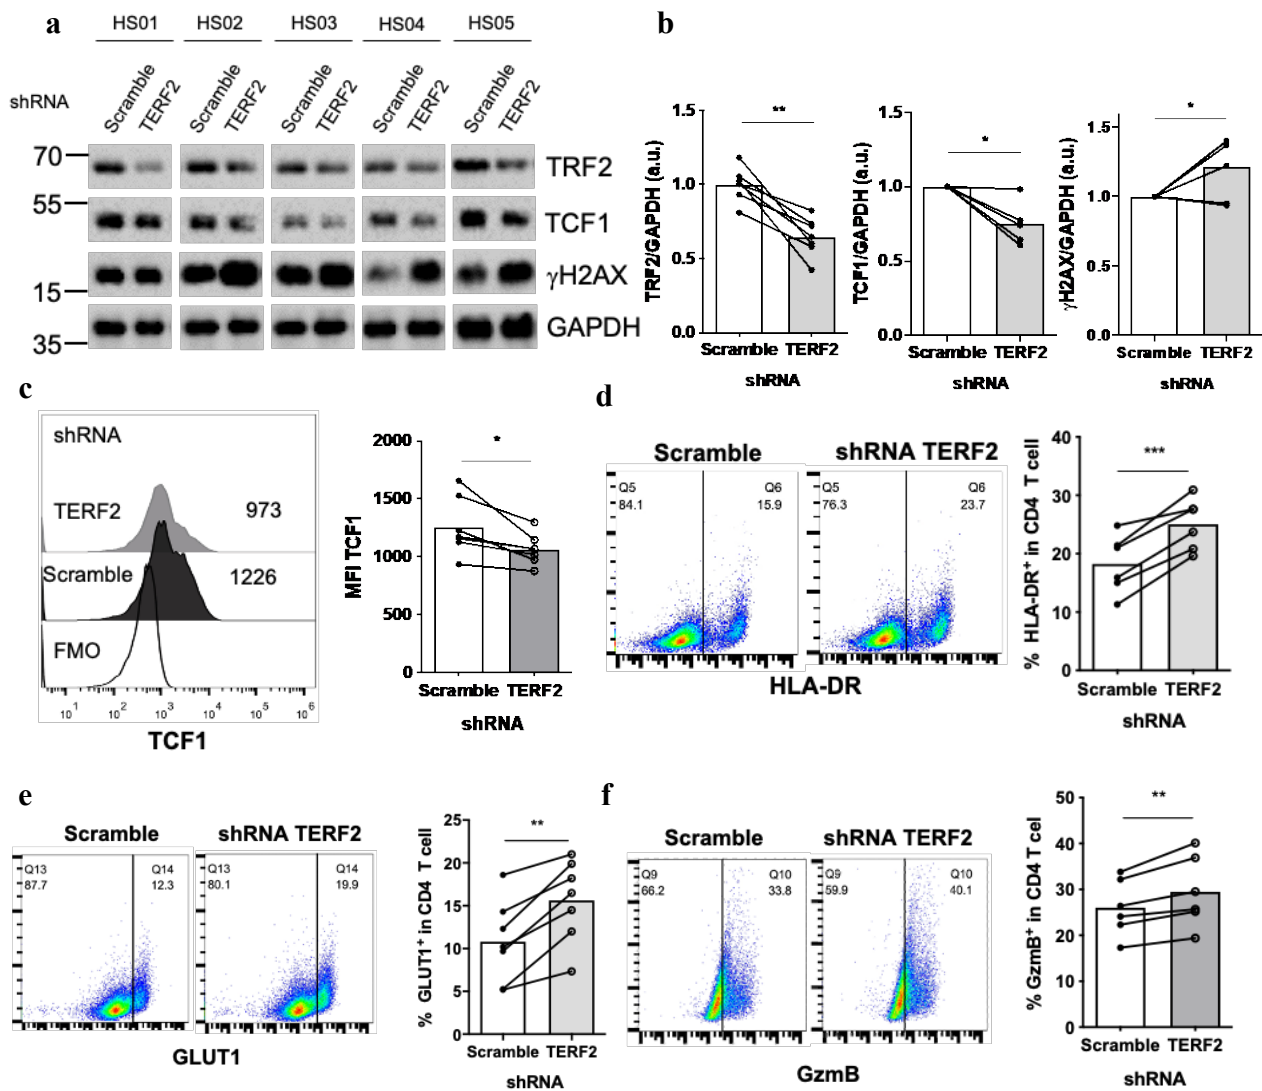 a
HS01 HS02 HS03 HS04 HS05
shRNA
Scramble TERF2 Scramble TERF2 Scramble TERF2 Scramble TERF2 Scramble TERF2
70
TRF2
55
TCF1
γH2AX
15
GAPDH
35
b
TRF2/GAPDH (a.u.)
1.5
1.0
0.5
0.0
**
Scramble TERF2
shRNA
TCF1/GAPDH (a.u.)
1.5
1.0
0.5
0.0
*
Scramble TERF2
shRNA
γH2AX/GAPDH (a.u.)
1.5
1.0
0.5
0.0
*
Scramble TERF2
shRNA
c
shRNA
TERF2 973
Scramble 1226
FMO
10¹ 10² 10³ 10⁴ 10⁵ 10⁶
TCF1
MFI TCF1
2000
1500
1000
500
0
*
Scramble TERF2
shRNA
d
Scramble
Q5
84.1
Q6
15.9
shRNA TERF2
Q5
76.3
Q6
23.7
HLA-DR
% HLA-DR⁺ in CD4 T cell
40
30
20
10
0
***
Scramble TERF2
shRNA
e
Scramble
Q13
87.7
Q14
12.3
shRNA TERF2
Q13
80.1
Q14
19.9
GLUT1
% GLUT1⁺ in CD4 T cell
25
20
15
10
5
0
**
Scramble TERF2
shRNA
f
Scramble
Q9
66.2
Q10
33.8
shRNA TERF2
Q9
59.9
Q10
40.1
GzmB
% GzmB⁺ in CD4 T cel
50
40
30
20
10
0
**
Scramble TERF2
shRNA